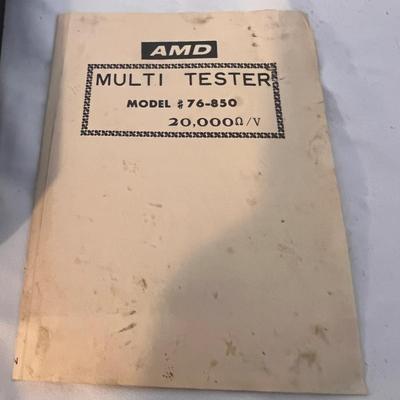 AMD
MULTI TESTER
MODEL #76-850
20,000Ω/V